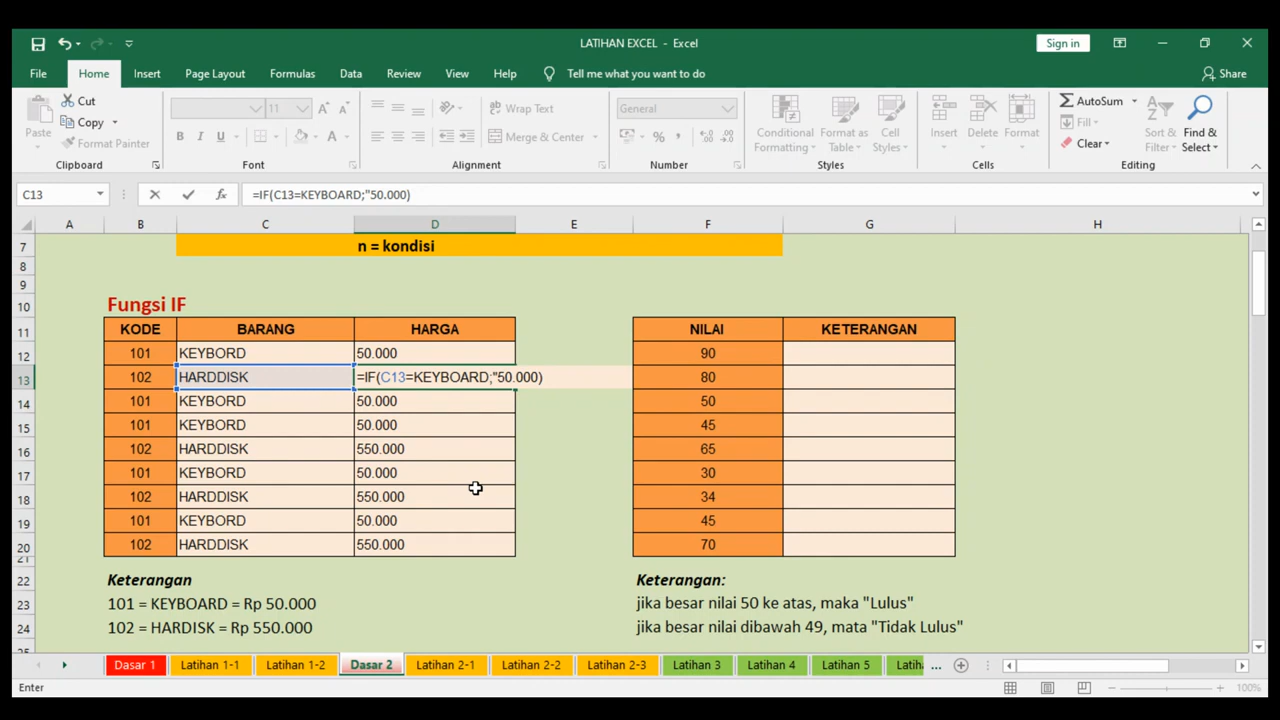 LATIHAN EXCEL - Excel
Sign in
File Home Insert Page Layout Formulas Data Review View Help Tell me what you want to do Share
Paste
Cut
Copy
Format Painter
Clipboard
11 A A
B I U A
Font
Wrap Text
Merge & Center
Alignment
General
%
Number
Conditional Formatting
Format as Table
Cell Styles
Styles
Insert
Delete
Format
Cells
AutoSum
Fill
Clear
Sort & Filter
Find & Select
Editing
C13 fx =IF(C13=KEYBOARD;"50.000)
A B C D E F G H
7 n = kondisi
8
9
10 Fungsi IF
11 KODE BARANG HARGA NILAI KETERANGAN
12 101 KEYBORD 50.000 90
13 102 HARDDISK =IF(C13=KEYBOARD;"50.000) 80
14 101 KEYBORD 50.000 50
15 101 KEYBORD 50.000 45
16 102 HARDDISK 550.000 65
17 101 KEYBORD 50.000 30
18 102 HARDDISK 550.000 34
19 101 KEYBORD 50.000 45
20 102 HARDDISK 550.000 70
21
22 Keterangan Keterangan:
23 101 = KEYBOARD = Rp 50.000 jika besar nilai 50 ke atas, maka "Lulus"
24 102 = HARDISK = Rp 550.000 jika besar nilai dibawah 49, mata "Tidak Lulus"
25
Dasar 1 Latihan 1-1 Latihan 1-2 Dasar 2 Latihan 2-1 Latihan 2-2 Latihan 2-3 Latihan 3 Latihan 4 Latihan 5 Latih ...
Enter 100%